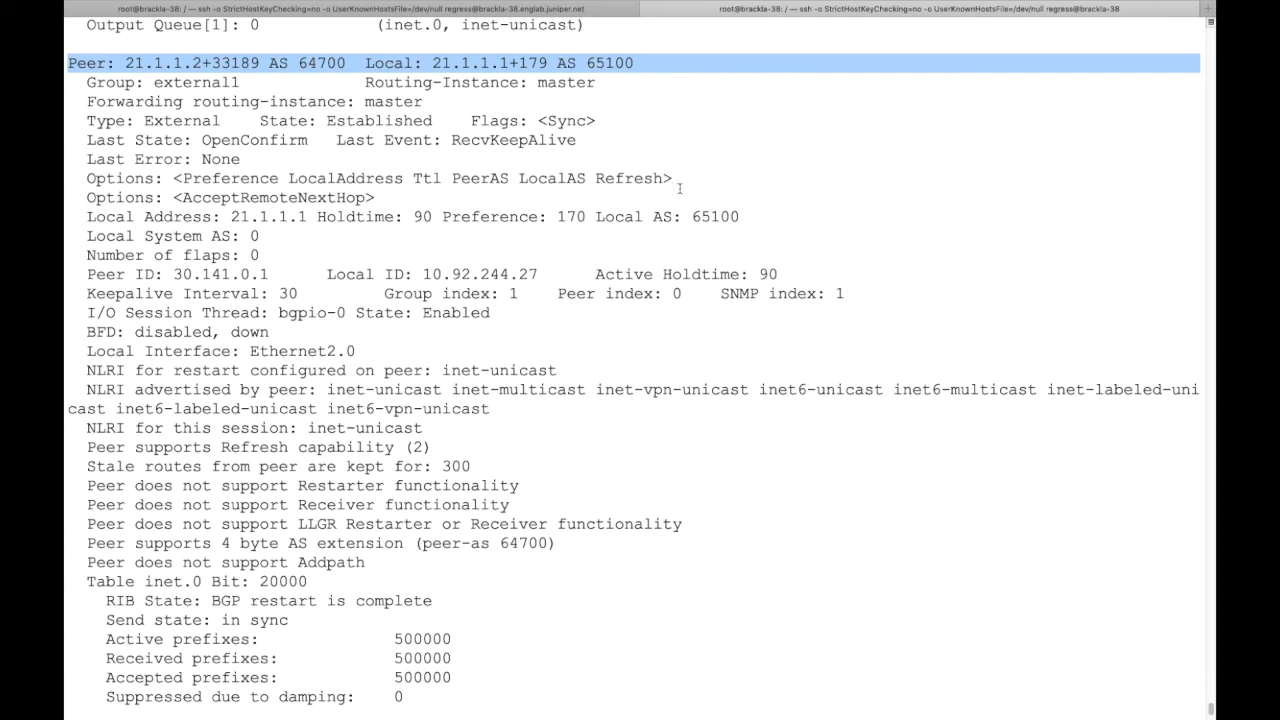 root@brackla-38: / — ssh -o StrictHostKeyChecking=no -o UserKnownHostsFile=/dev/null regress@brackla-38.englab.juniper.net
root@brackla-38: / — ssh -o StrictHostKeyChecking=no -o UserKnownHostsFile=/dev/null regress@brackla-38
+
Output Queue[1]: 0 (inet.0, inet-unicast)
Peer: 21.1.1.2+33189 AS 64700 Local: 21.1.1.1+179 AS 65100
Group: external1 Routing-Instance: master
Forwarding routing-instance: master
Type: External State: Established Flags: <Sync>
Last State: OpenConfirm Last Event: RecvKeepAlive
Last Error: None
Options: <Preference LocalAddress Ttl PeerAS LocalAS Refresh>
Options: <AcceptRemoteNextHop>
Local Address: 21.1.1.1 Holdtime: 90 Preference: 170 Local AS: 65100
Local System AS: 0
Number of flaps: 0
Peer ID: 30.141.0.1 Local ID: 10.92.244.27 Active Holdtime: 90
Keepalive Interval: 30 Group index: 1 Peer index: 0 SNMP index: 1
I/O Session Thread: bgpio-0 State: Enabled
BFD: disabled, down
Local Interface: Ethernet2.0
NLRI for restart configured on peer: inet-unicast
NLRI advertised by peer: inet-unicast inet-multicast inet-vpn-unicast inet6-unicast inet6-multicast inet-labeled-uni
cast inet6-labeled-unicast inet6-vpn-unicast
NLRI for this session: inet-unicast
Peer supports Refresh capability (2)
Stale routes from peer are kept for: 300
Peer does not support Restarter functionality
Peer does not support Receiver functionality
Peer does not support LLGR Restarter or Receiver functionality
Peer supports 4 byte AS extension (peer-as 64700)
Peer does not support Addpath
Table inet.0 Bit: 20000
RIB State: BGP restart is complete
Send state: in sync
Active prefixes: 500000
Received prefixes: 500000
Accepted prefixes: 500000
Suppressed due to damping: 0